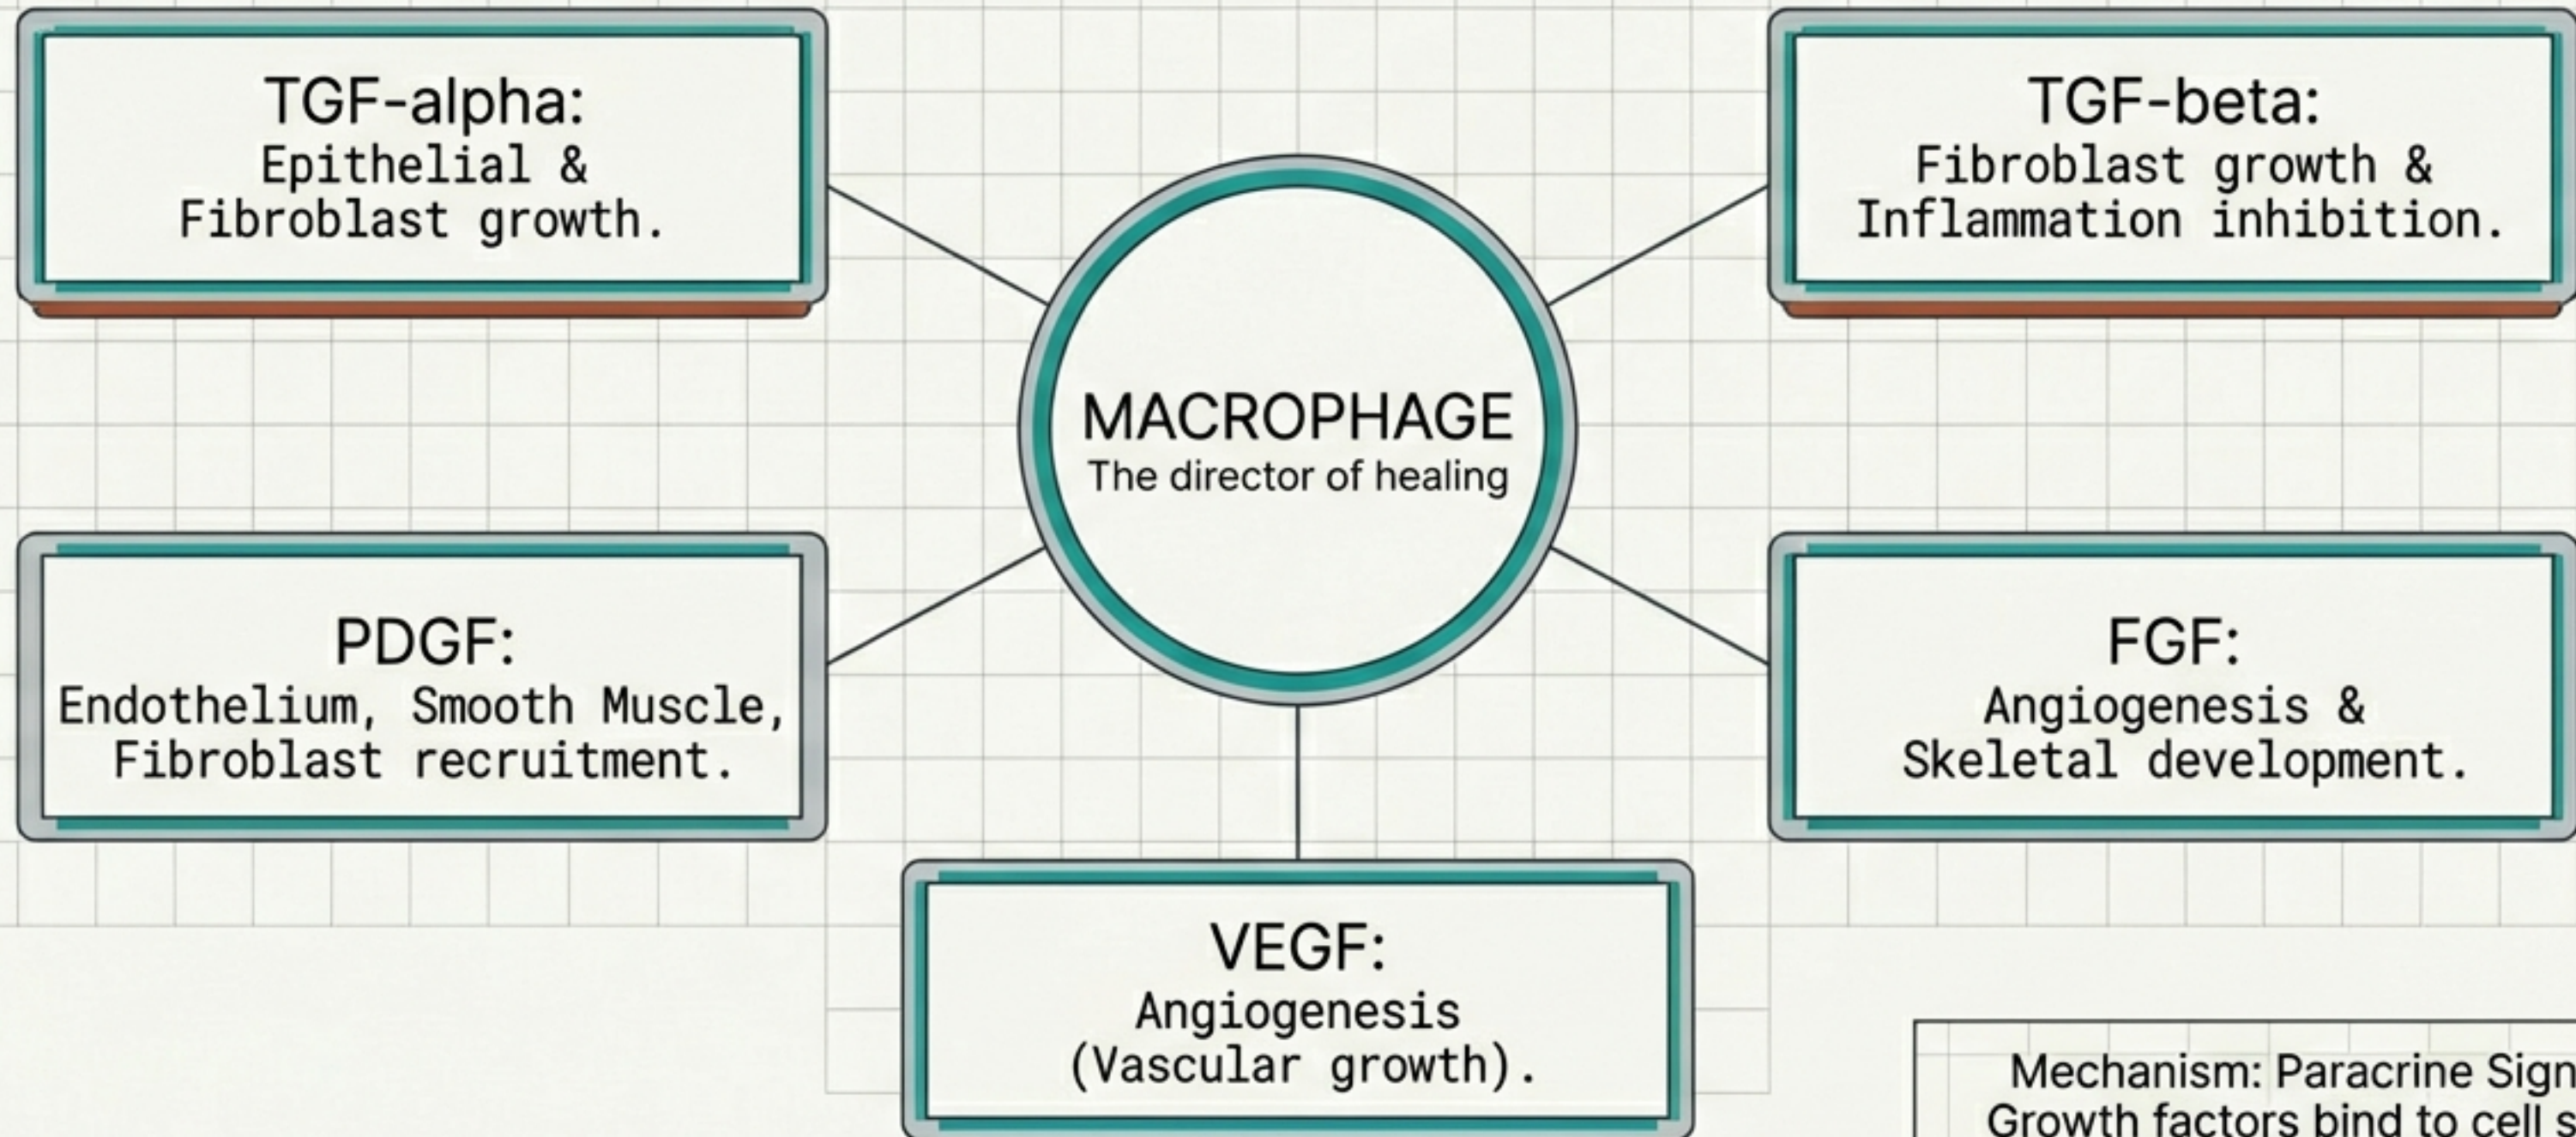 TGF-alpha:
Epithelial &
Fibroblast growth.
TGF-beta:
Fibroblast growth &
Inflammation inhibition.
MACROPHAGE
The director of healing
PDGF:
Endothelium, Smooth Muscle,
Fibroblast recruitment.
FGF:
Angiogenesis &
Skeletal development.
VEGF:
Angiogenesis
(Vascular growth).
Mechanism: Paracrine
Growth factors bind to cell